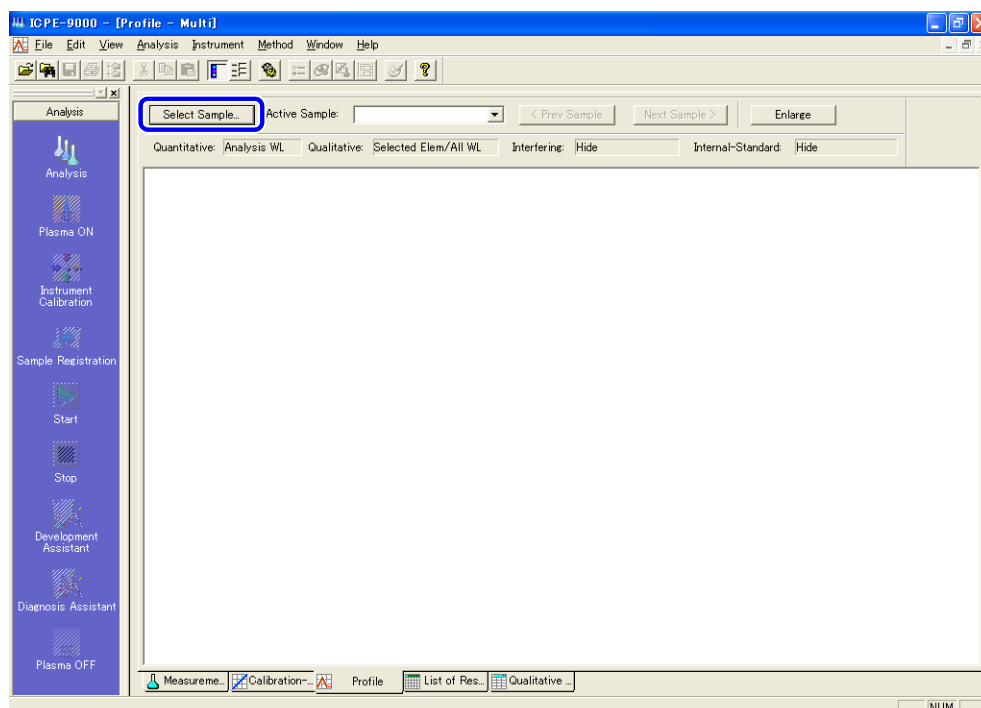 ICPE-9000 - [Profile - Multi]
File Edit View Analysis Instrument Method Window Help
Analysis
Select Sample... Active Sample: < Prev Sample Next Sample > Enlarge
Quantitative: Analysis WL Qualitative: Selected Elem/All WL Interfering: Hide Internal-Standard: Hide
Analysis
Plasma ON
Instrument
Calibration
Sample Registration
Start
Stop
Development
Assistant
Diagnosis Assistant
Plasma OFF
Measureme... Calibration-... Profile List of Res... Qualitative ...
NUM